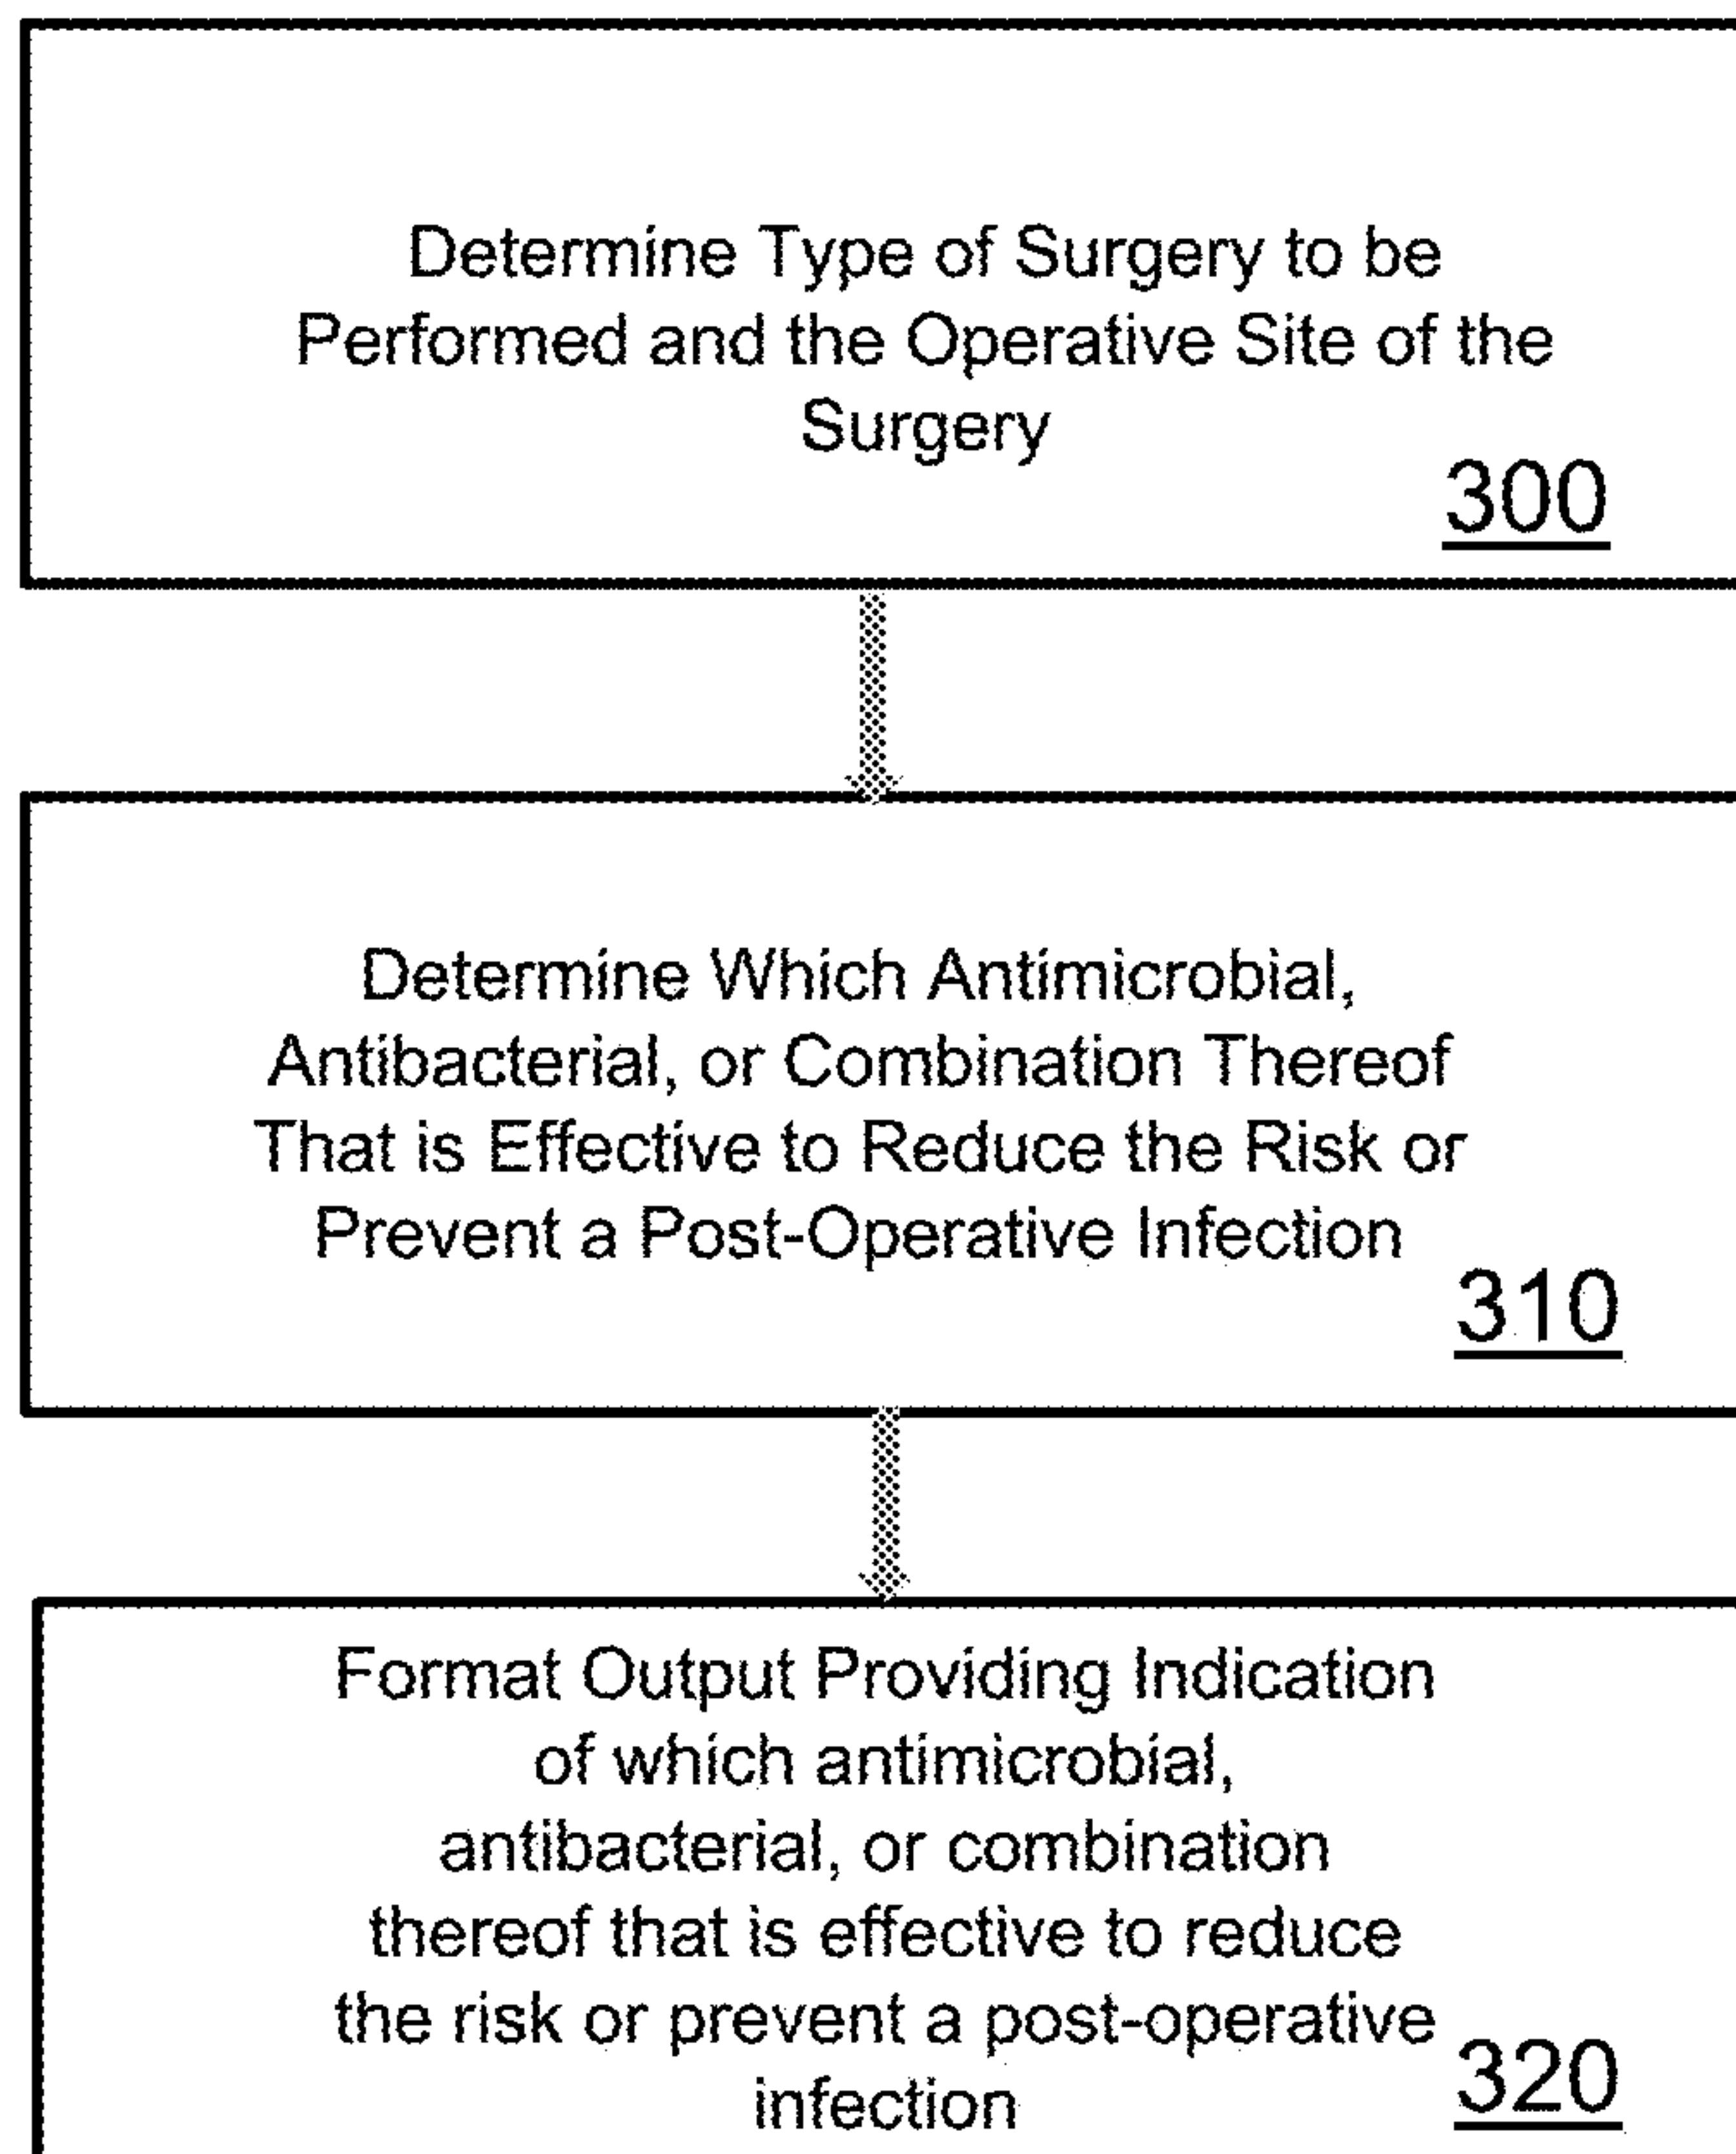 Determine Type of Surgery to be
Performed and the Operative Site of the
Surgery
300
Determine Which Antimicrobial,
Antibacterial, or Combination Thereof
That is Effective to Reduce the Risk or
Prevent a Post-Operative Infection
310
Format Output Providing Indication
of which antimicrobial,
antibacterial, or combination
thereof that is effective to reduce
the risk or prevent a post-operative
infection
320